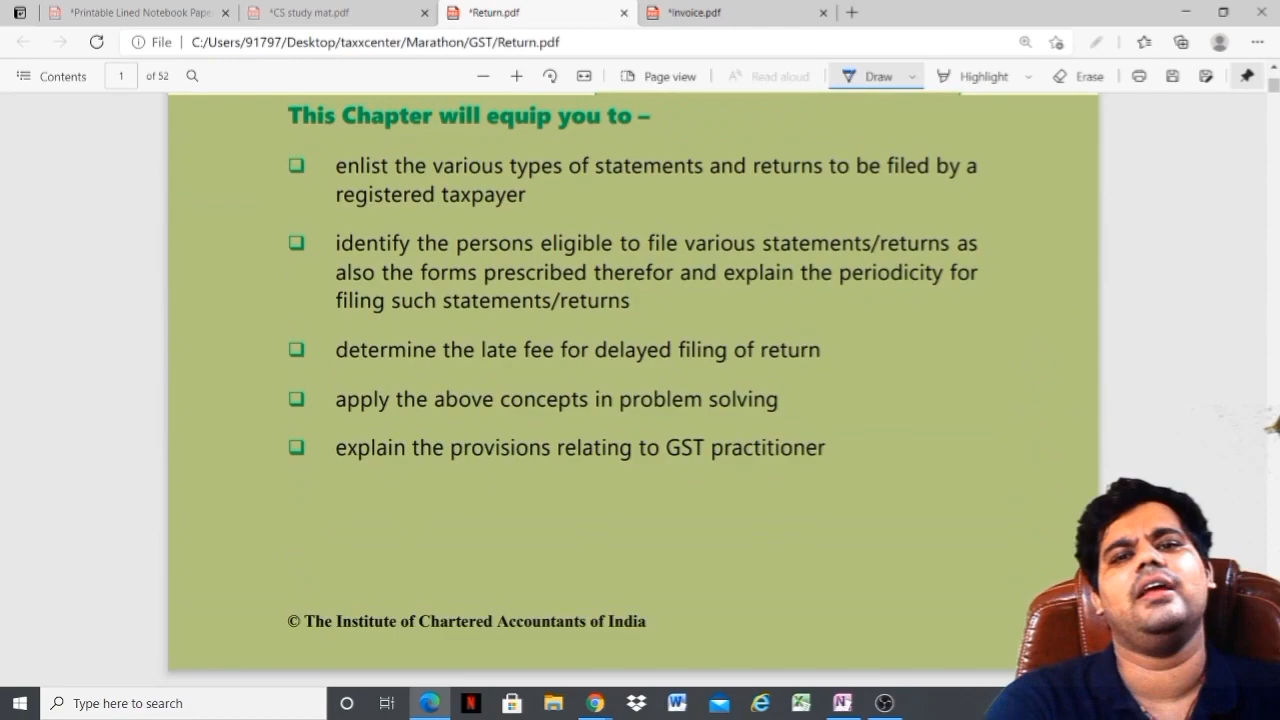 *Printable Lined Notebook Pape
*CS study mat.pdf
*Return.pdf
*Invoice.pdf
File
C:/Users/91797/Desktop/taxxcenter/Marathon/GST/Return.pdf
Contents
1
of 52
Page view
Read aloud
Draw
Highlight
Erase
This Chapter will equip you to –
enlist the various types of statements and returns to be filed by a
registered taxpayer
identify the persons eligible to file various statements/returns as
also the forms prescribed therefor and explain the periodicity for
filing such statements/returns
determine the late fee for delayed filing of return
apply the above concepts in problem solving
explain the provisions relating to GST practitioner
© The Institute of Chartered Accountants of India
Type here to search